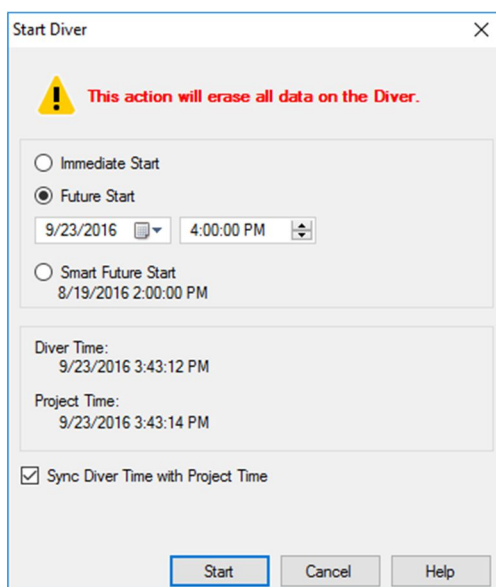 Start Diver
This action will erase all data on the Diver.
Immediate Start
Future Start
9/23/2016 4:00:00 PM
Smart Future Start
8/19/2016 2:00:00 PM
Diver Time:
9/23/2016 3:43:12 PM
Project Time:
9/23/2016 3:43:14 PM
Sync Diver Time with Project Time
Start Cancel Help